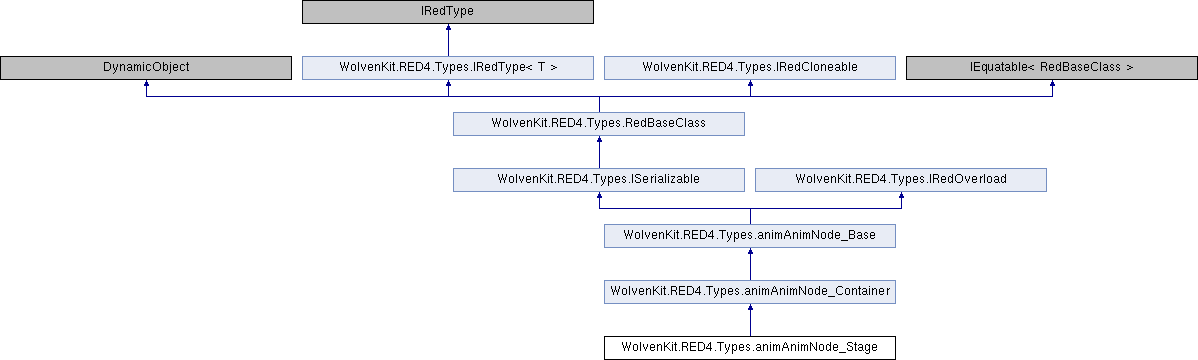 IRedType
DynamicObject
WolvenKit.RED4.Types.IRedType< T >
WolvenKit.RED4.Types.IRedCloneable
IEquatable< RedBaseClass >
WolvenKit.RED4.Types.RedBaseClass
WolvenKit.RED4.Types.ISerializable
WolvenKit.RED4.Types.IRedOverload
WolvenKit.RED4.Types.animAnimNode_Base
WolvenKit.RED4.Types.animAnimNode_Container
WolvenKit.RED4.Types.animAnimNode_Stage